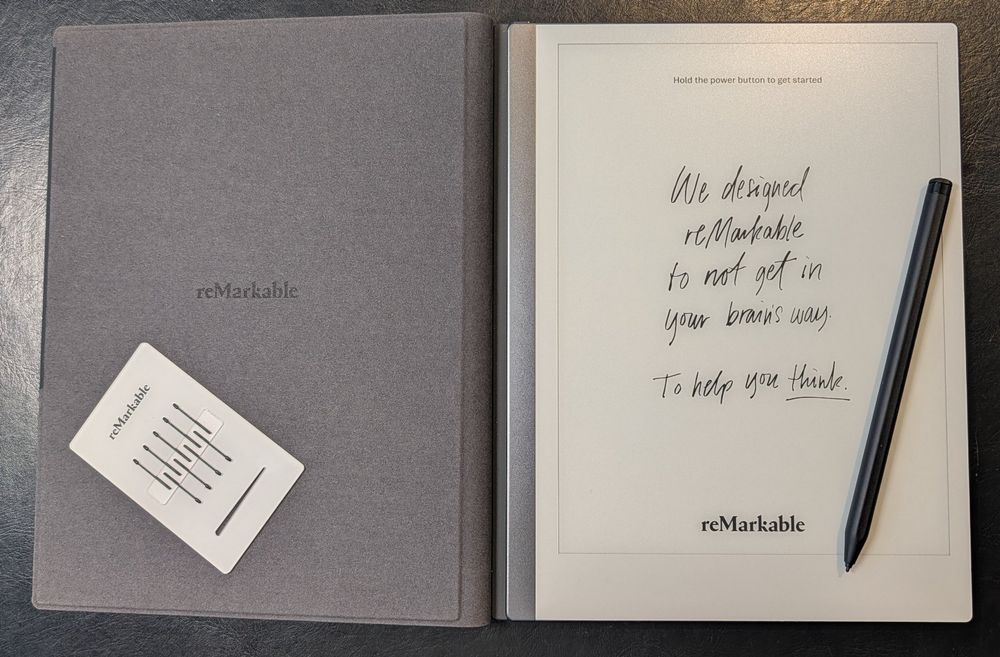 reMarkable
reMarkable
Hold the power button to get started
We designed
reMarkable
to not get in
your brain's way.
To help you think.
reMarkable